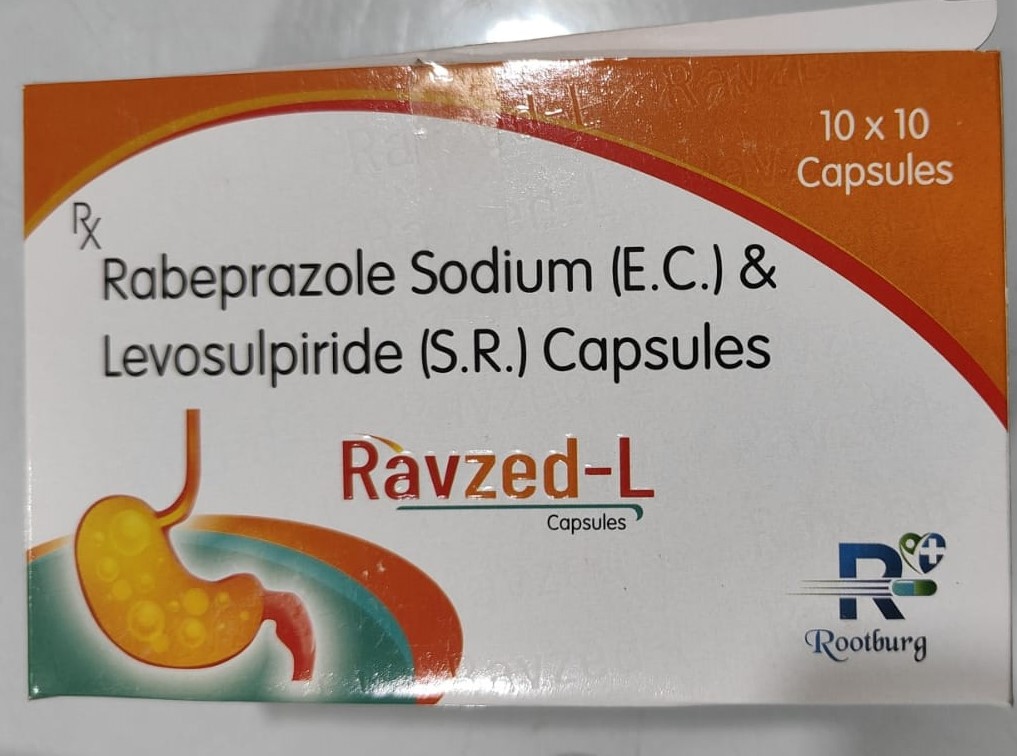 10 x 10
Capsules
Rx
Rabeprazole Sodium (E.C.) &
Levosulpiride (S.R.) Capsules
Ravzed-L
Capsules
R
Rootburg